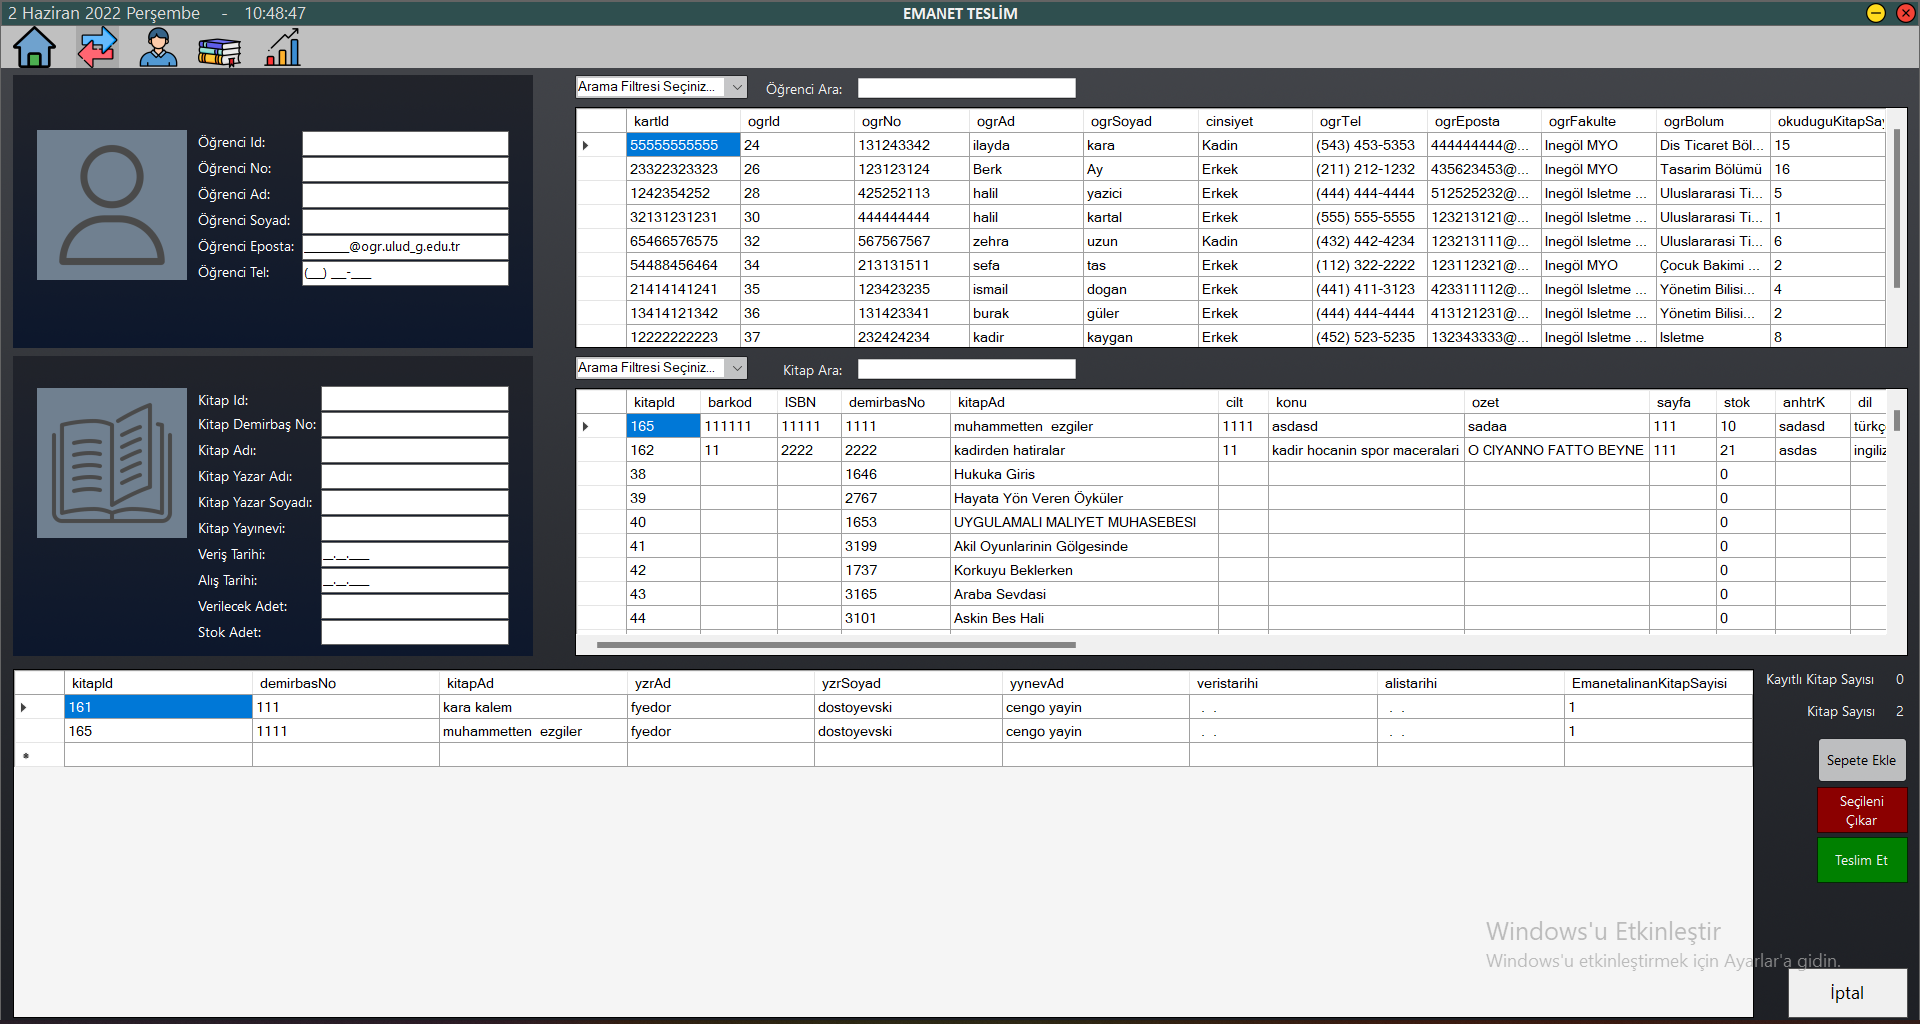 2 Haziran 2022 Perşembe - 10:48:47
EMANET TESLİM
Öğrenci Id:
Öğrenci No:
Öğrenci Ad:
Öğrenci Soyad:
Öğrenci Eposta: _______@ogr.ulud_g.edu.tr
Öğrenci Tel: (__) __-___
Arama Filtresi Seçiniz...
Öğrenci Ara:
kartId ogrId ogrNo ogrAd ogrSoyad cinsiyet ogrTel ogrEposta ogrFakulte ogrBolum okuduguKitapSay
55555555555 24 131243342 ilayda kara Kadin (543) 453-5353 444444444@... Inegöl MYO Dis Ticaret Böl... 15
23322323323 26 123123124 Berk Ay Erkek (211) 212-1232 435623453@... Inegöl MYO Tasarim Bölümü 16
1242354252 28 425252113 halil yazici Erkek (444) 444-4444 512525232@... Inegöl Isletme ... Uluslararasi Ti... 5
32131231231 30 444444444 halil kartal Erkek (555) 555-5555 123213121@... Inegöl Isletme ... Uluslararasi Ti... 1
65466576575 32 567567567 zehra uzun Kadin (432) 442-4234 123213111@... Inegöl Isletme ... Uluslararasi Ti... 6
54488456464 34 213131511 sefa tas Erkek (112) 322-2222 123112321@... Inegöl MYO Çocuk Bakimi ... 2
21414141241 35 123423235 ismail dogan Erkek (441) 411-3123 423311112@... Inegöl Isletme ... Yönetim Bilisi... 4
13414121342 36 131423341 burak güler Erkek (444) 444-4444 413121231@... Inegöl Isletme ... Yönetim Bilisi... 2
12222222223 37 232424234 kadir kaygan Erkek (452) 523-5235 132343333@... Inegöl Isletme ... Isletme 8
Kitap Id:
Kitap Demirbaş No:
Kitap Adı:
Kitap Yazar Adı:
Kitap Yazar Soyadı:
Kitap Yayınevi:
Veriş Tarihi: _._.___
Alış Tarihi: _._.___
Verilecek Adet:
Stok Adet:
Arama Filtresi Seçiniz...
Kitap Ara:
kitapId barkod ISBN demirbasNo kitapAd cilt konu ozet sayfa stok anhtrK dil
165 111111 11111 1111 muhammetten ezgiler 1111 asdasd sadaa 111 10 sadasd türkç
162 11 2222 2222 kadirden hatiralar 11 kadir hocanin spor maceralari O CIYANNO FATTO BEYNE 111 21 asdas ingiliz
38 1646 Hukuka Giris 0
39 2767 Hayata Yön Veren Öyküler 0
40 1653 UYGULAMALI MALIYET MUHASEBESI 0
41 3199 Akil Oyunlarinin Gölgesinde 0
42 1737 Korkuyu Beklerken 0
43 3165 Araba Sevdasi 0
44 3101 Askin Bes Hali 0
kitapId demirbasNo kitapAd yzrAd yzrSoyad yynevAd veristarihi alistarihi EmanetalinanKitapSayisi
161 111 kara kalem fyedor dostoyevski cengo yayin . . . . 1
165 1111 muhammetten ezgiler fyedor dostoyevski cengo yayin . . . . 1
Kayıtlı Kitap Sayısı 0
Kitap Sayısı 2
Sepete Ekle
Seçileni
Çıkar
Teslim Et
Windows'u Etkinleştir
Windows'u etkinleştirmek için Ayarlar'a gidin.
İptal